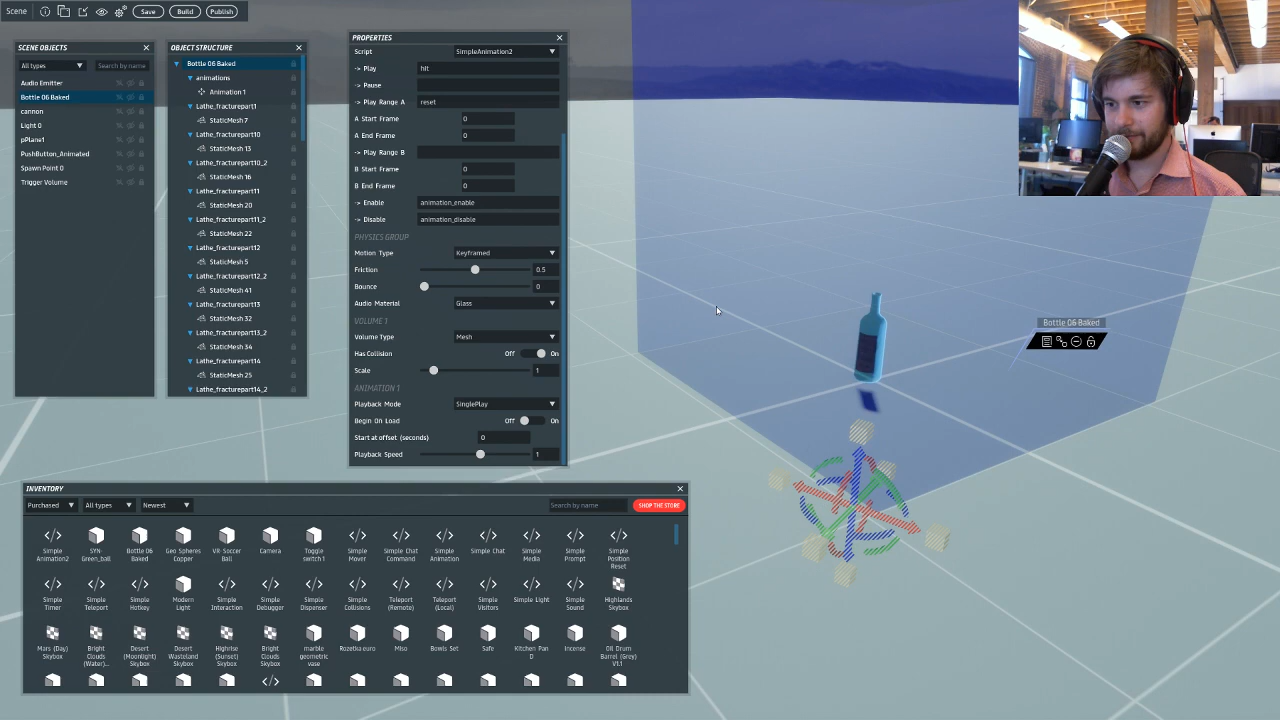 Scene
Save
Build
Publish
SCENE OBJECTS
All types
Search by name
Audio Emitter
Bottle 06 Baked
cannon
Light 0
pPlane1
PushButton_Animated
Spawn Point 0
Trigger Volume
OBJECT STRUCTURE
Bottle 06 Baked
animations
Animation 1
Lathe_fracturepart1
StaticMesh 7
Lathe_fracturepart10
StaticMesh 13
Lathe_fracturepart10_2
StaticMesh 16
Lathe_fracturepart11
StaticMesh 20
Lathe_fracturepart11_2
StaticMesh 22
Lathe_fracturepart12
StaticMesh 5
Lathe_fracturepart12_2
StaticMesh 41
Lathe_fracturepart13
StaticMesh 32
Lathe_fracturepart13_2
StaticMesh 34
Lathe_fracturepart14
StaticMesh 25
Lathe_fracturepart14_2
PROPERTIES
Script SimpleAnimation2
-> Play hit
-> Pause
-> Play Range A reset
A Start Frame 0
A End Frame 0
-> Play Range B
B Start Frame 0
B End Frame 0
-> Enable animation_enable
-> Disable animation_disable
PHYSICS GROUP
Motion Type Keyframed
Friction 0.5
Bounce 0
Audio Material Glass
VOLUME 1
Volume Type Mesh
Has Collision Off On
Scale 1
ANIMATION 1
Playback Mode SinglePlay
Begin On Load Off On
Start at offset (seconds) 0
Playback Speed 1
Bottle 06 Baked
INVENTORY
Purchased All types Newest Search by name SHOP THE STORE
Simple Animation2
SYN-Green_ball
Bottle 06 Baked
Geo Spheres Copper
VR- Soccer Ball
Camera
Toggle switch 1
Simple Mover
Simple Chat Command
Simple Animation
Simple Chat
Simple Media
Simple Prompt
Simple Position Reset
Simple Timer
Simple Teleport
Simple Hotkey
Modern Light
Simple Interaction
Simple Debugger
Simple Dispenser
Simple Collisions
Teleport (Remote)
Teleport (Local)
Simple Visitors
Simple Light
Simple Sound
Highlands Skybox
Mars (Day) Skybox
Bright Clouds (Water)...
Desert (Moonlight) Skybox
Desert Wasteland Skybox
Highrise (Sunset) Skybox
Bright Clouds Skybox
marble geometric vase
Rozetka euro
Miso
Bowls Set
Safe
Kitchen Pan D
Incense
Oil Drum Barrel (Grey) V1.1